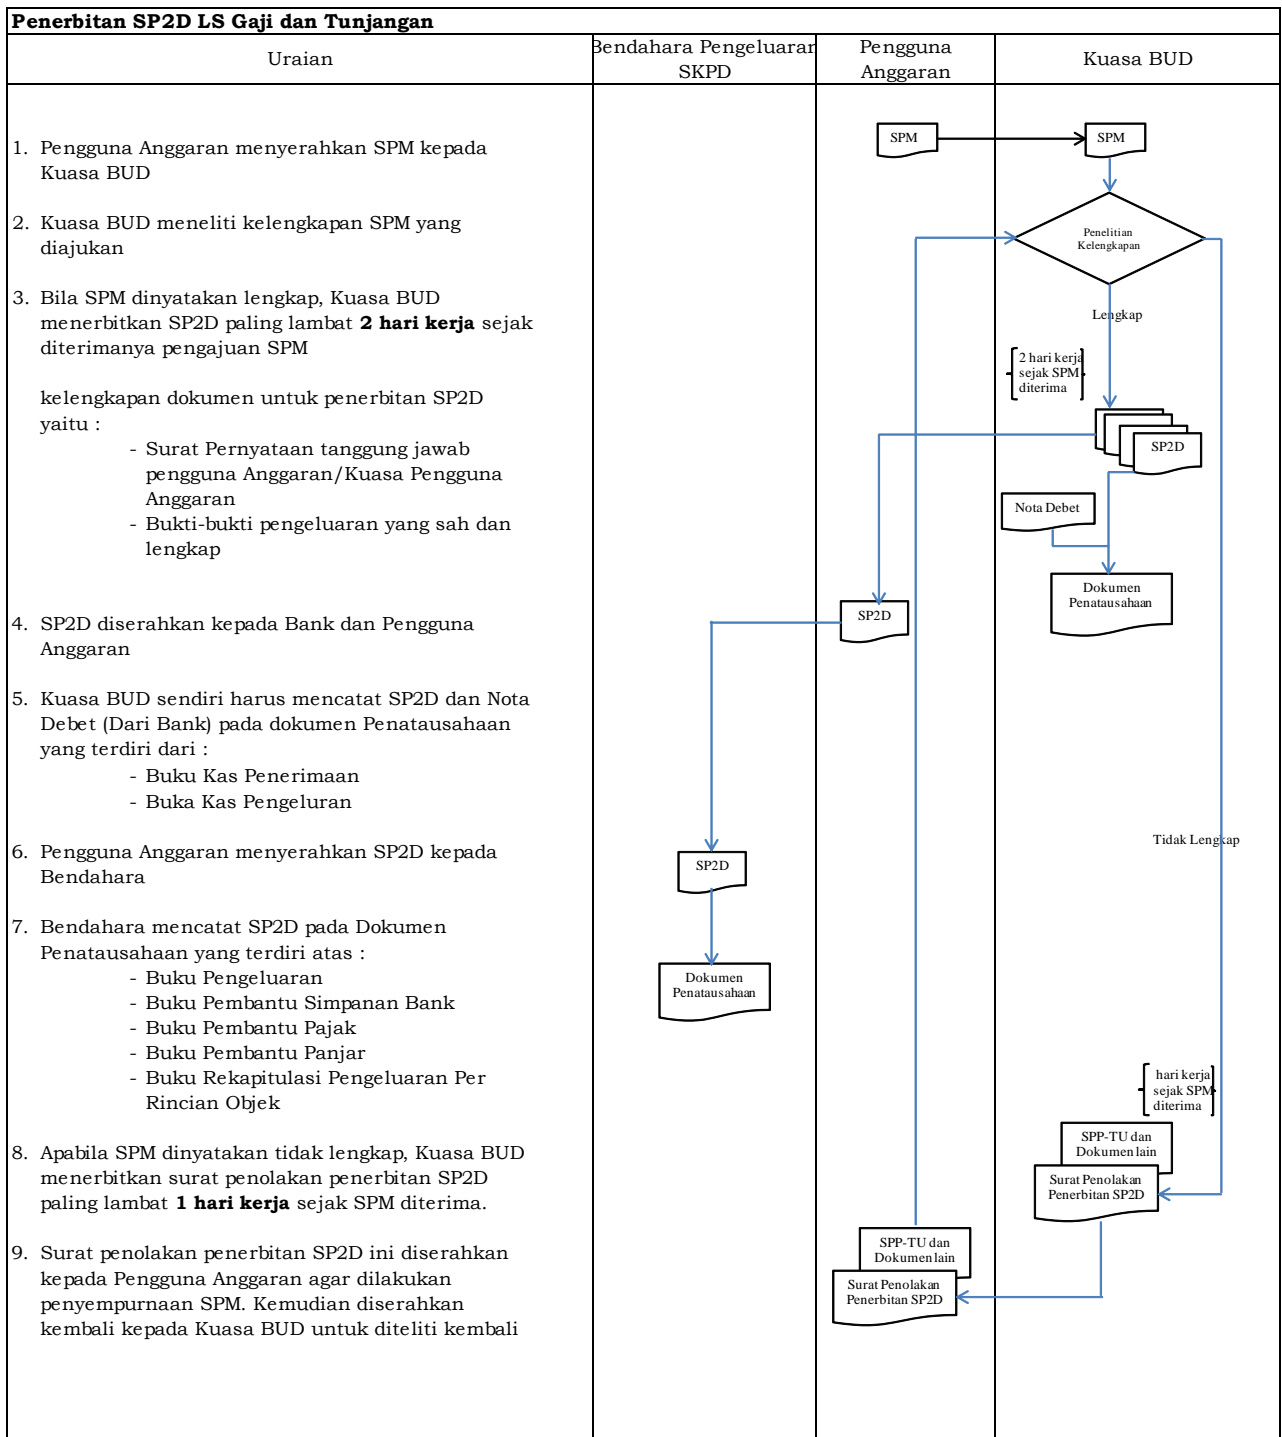 Penerbitan SP2D LS Gaji dan Tunjangan
Uraian
Bendahara Pengeluaran
SKPD
Pengguna
Anggaran
Kuasa BUD
1. Pengguna Anggaran menyerahkan SPM kepada
Kuasa BUD
2. Kuasa BUD meneliti kelengkapan SPM yang
diajukan
3. Bila SPM dinyatakan lengkap, Kuasa BUD
menerbitkan SP2D paling lambat 2 hari kerja sejak
diterimanya pengajuan SPM
kelengkapan dokumen untuk penerbitan SP2D
yaitu :
- Surat Pernyataan tanggung jawab
pengguna Anggaran/Kuasa Pengguna
Anggaran
- Bukti-bukti pengeluaran yang sah dan
lengkap
4. SP2D diserahkan kepada Bank dan Pengguna
Anggaran
5. Kuasa BUD sendiri harus mencatat SP2D dan Nota
Debet (Dari Bank) pada dokumen Penatausahaan
yang terdiri dari :
- Buku Kas Penerimaan
- Buka Kas Pengeluran
6. Pengguna Anggaran menyerahkan SP2D kepada
Bendahara
7. Bendahara mencatat SP2D pada Dokumen
Penatausahaan yang terdiri atas :
- Buku Pengeluaran
- Buku Pembantu Simpanan Bank
- Buku Pembantu Pajak
- Buku Pembantu Panjar
- Buku Rekapitulasi Pengeluaran Per
Rincian Objek
8. Apabila SPM dinyatakan tidak lengkap, Kuasa BUD
menerbitkan surat penolakan penerbitan SP2D
paling lambat 1 hari kerja sejak SPM diterima.
9. Surat penolakan penerbitan SP2D ini diserahkan
kepada Pengguna Anggaran agar dilakukan
penyempurnaan SPM. Kemudian diserahkan
kembali kepada Kuasa BUD untuk diteliti kembali
SPM
SPM
Penelitian
Kelengkapan
Lengkap
2 hari kerja
sejak SPM
diterima
SP2D
Nota Debet
Dokumen
Penatausahaan
SP2D
Tidak Lengkap
SP2D
Dokumen
Penatausahaan
hari kerja
sejak SPM
diterima
SPP-TU dan
Dokumen lain
Surat Penolakan
Penerbitan SP2D
SPP-TU dan
Dokumen lain
Surat Penolakan
Penerbitan SP2D